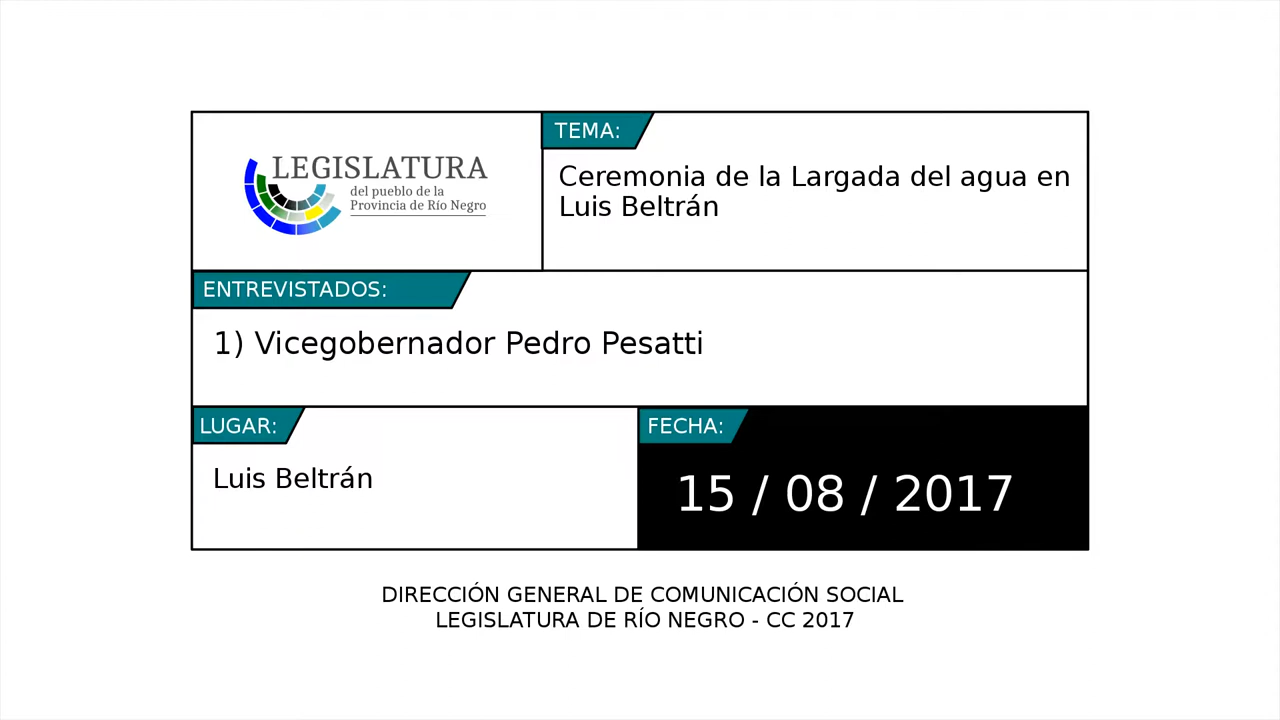 LEGISLATURA
del pueblo de la
Provincia de Río Negro
TEMA:
Ceremonia de la Largada del agua en
Luis Beltrán
ENTREVISTADOS:
1) Vicegobernador Pedro Pesatti
LUGAR:
Luis Beltrán
FECHA:
15 / 08 / 2017
DIRECCIÓN GENERAL DE COMUNICACIÓN SOCIAL
LEGISLATURA DE RÍO NEGRO - CC 2017